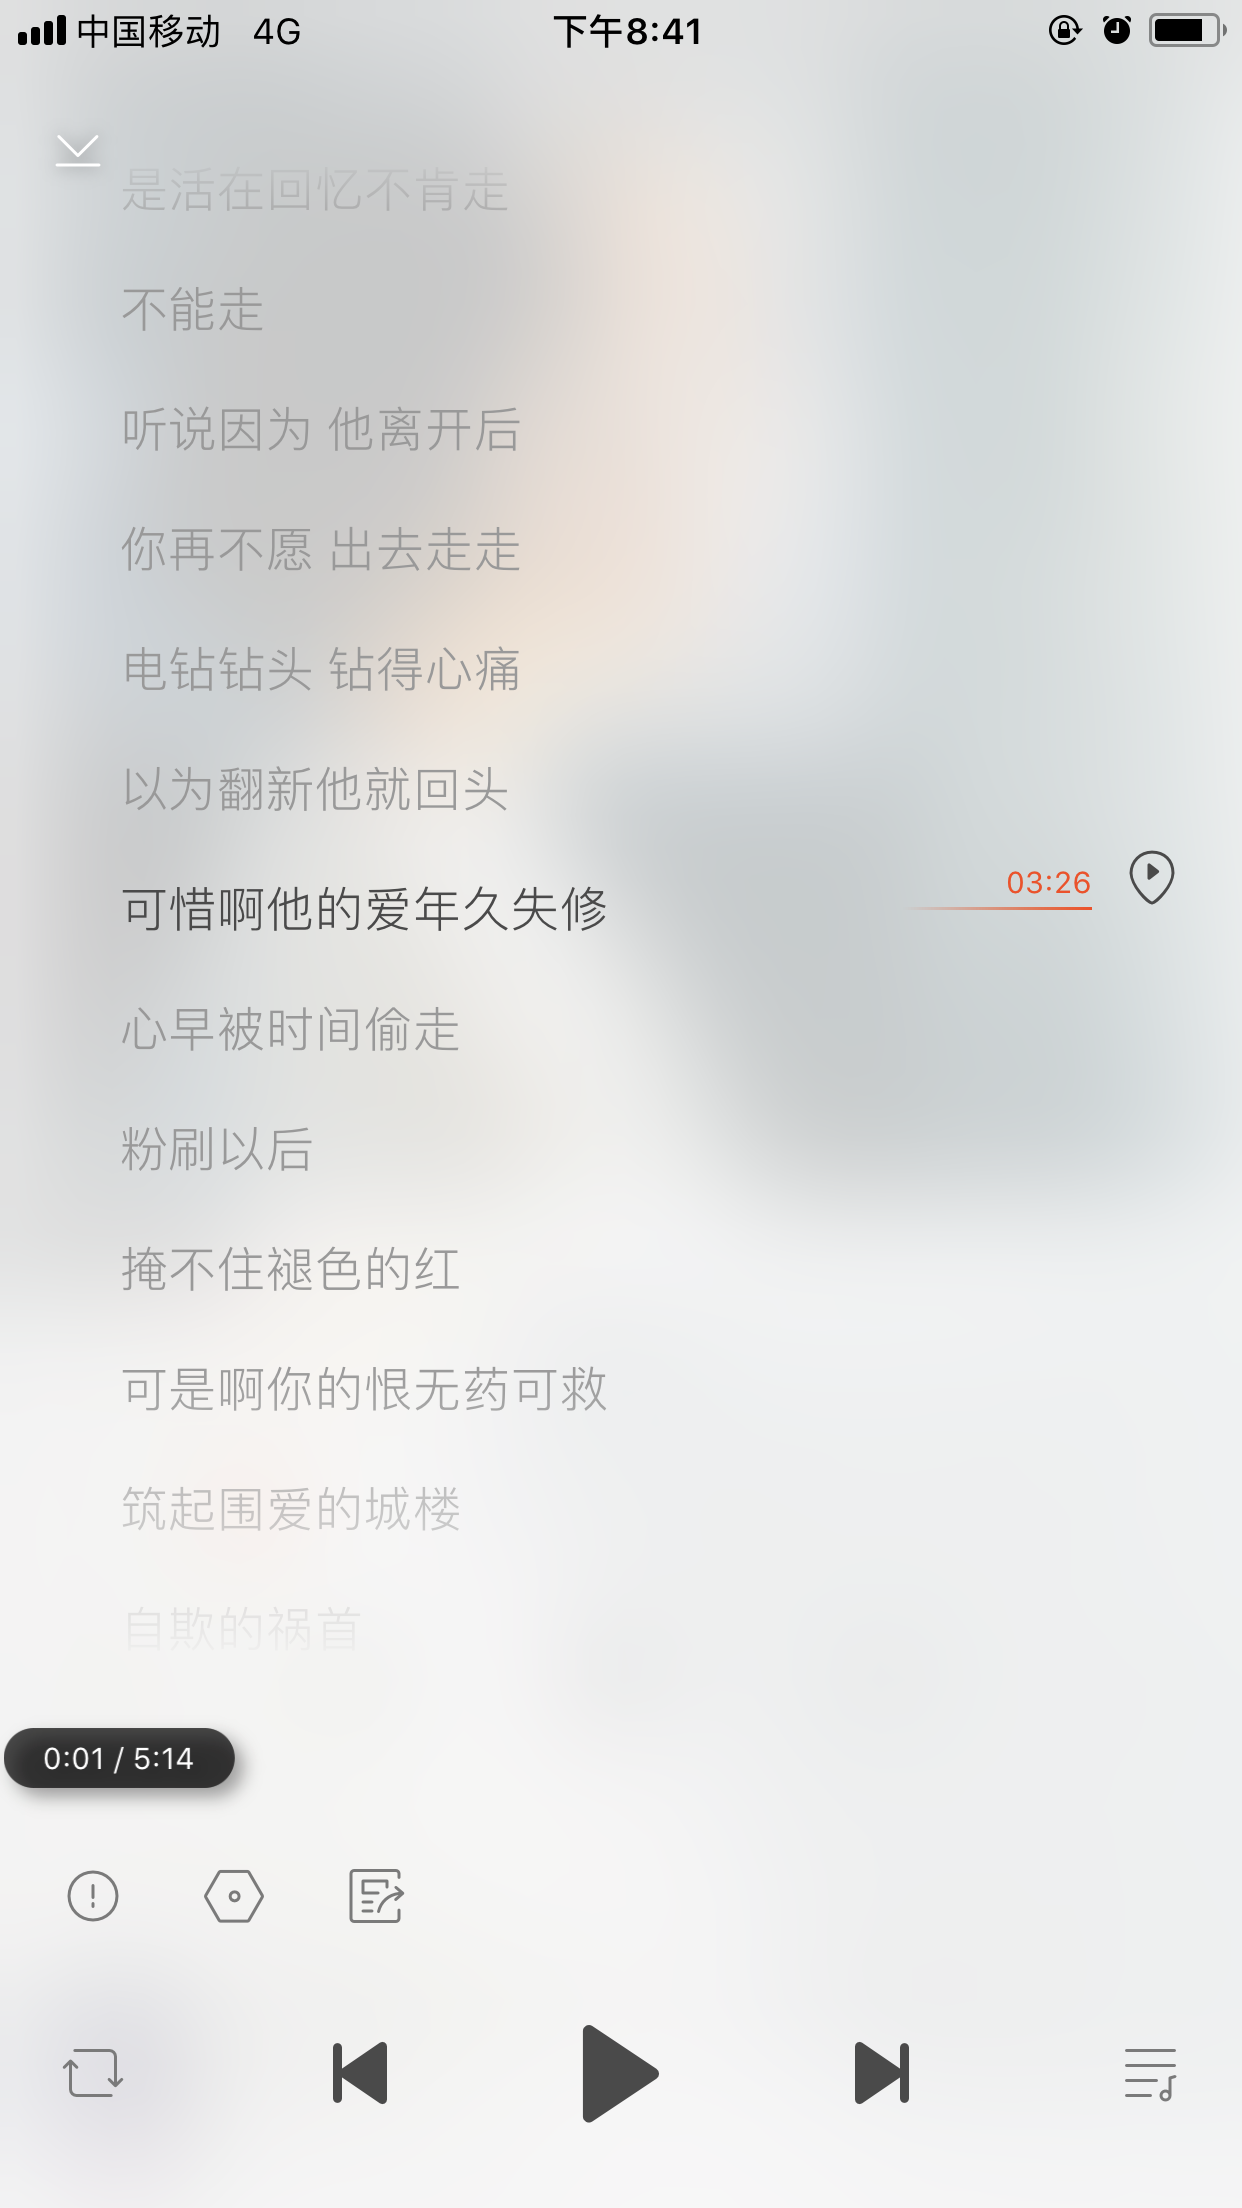 中国移动 4G 下午8:41
是活在回忆不肯走
不能走
听说因为 他离开后
你再不愿 出去走走
电钻钻头 钻得心痛
以为翻新他就回头
可惜啊他的爱年久失修 03:26
心早被时间偷走
粉刷以后
掩不住褪色的红
可是啊你的恨无药可救
筑起围爱的城楼
自欺的祸首
0:01 / 5:14